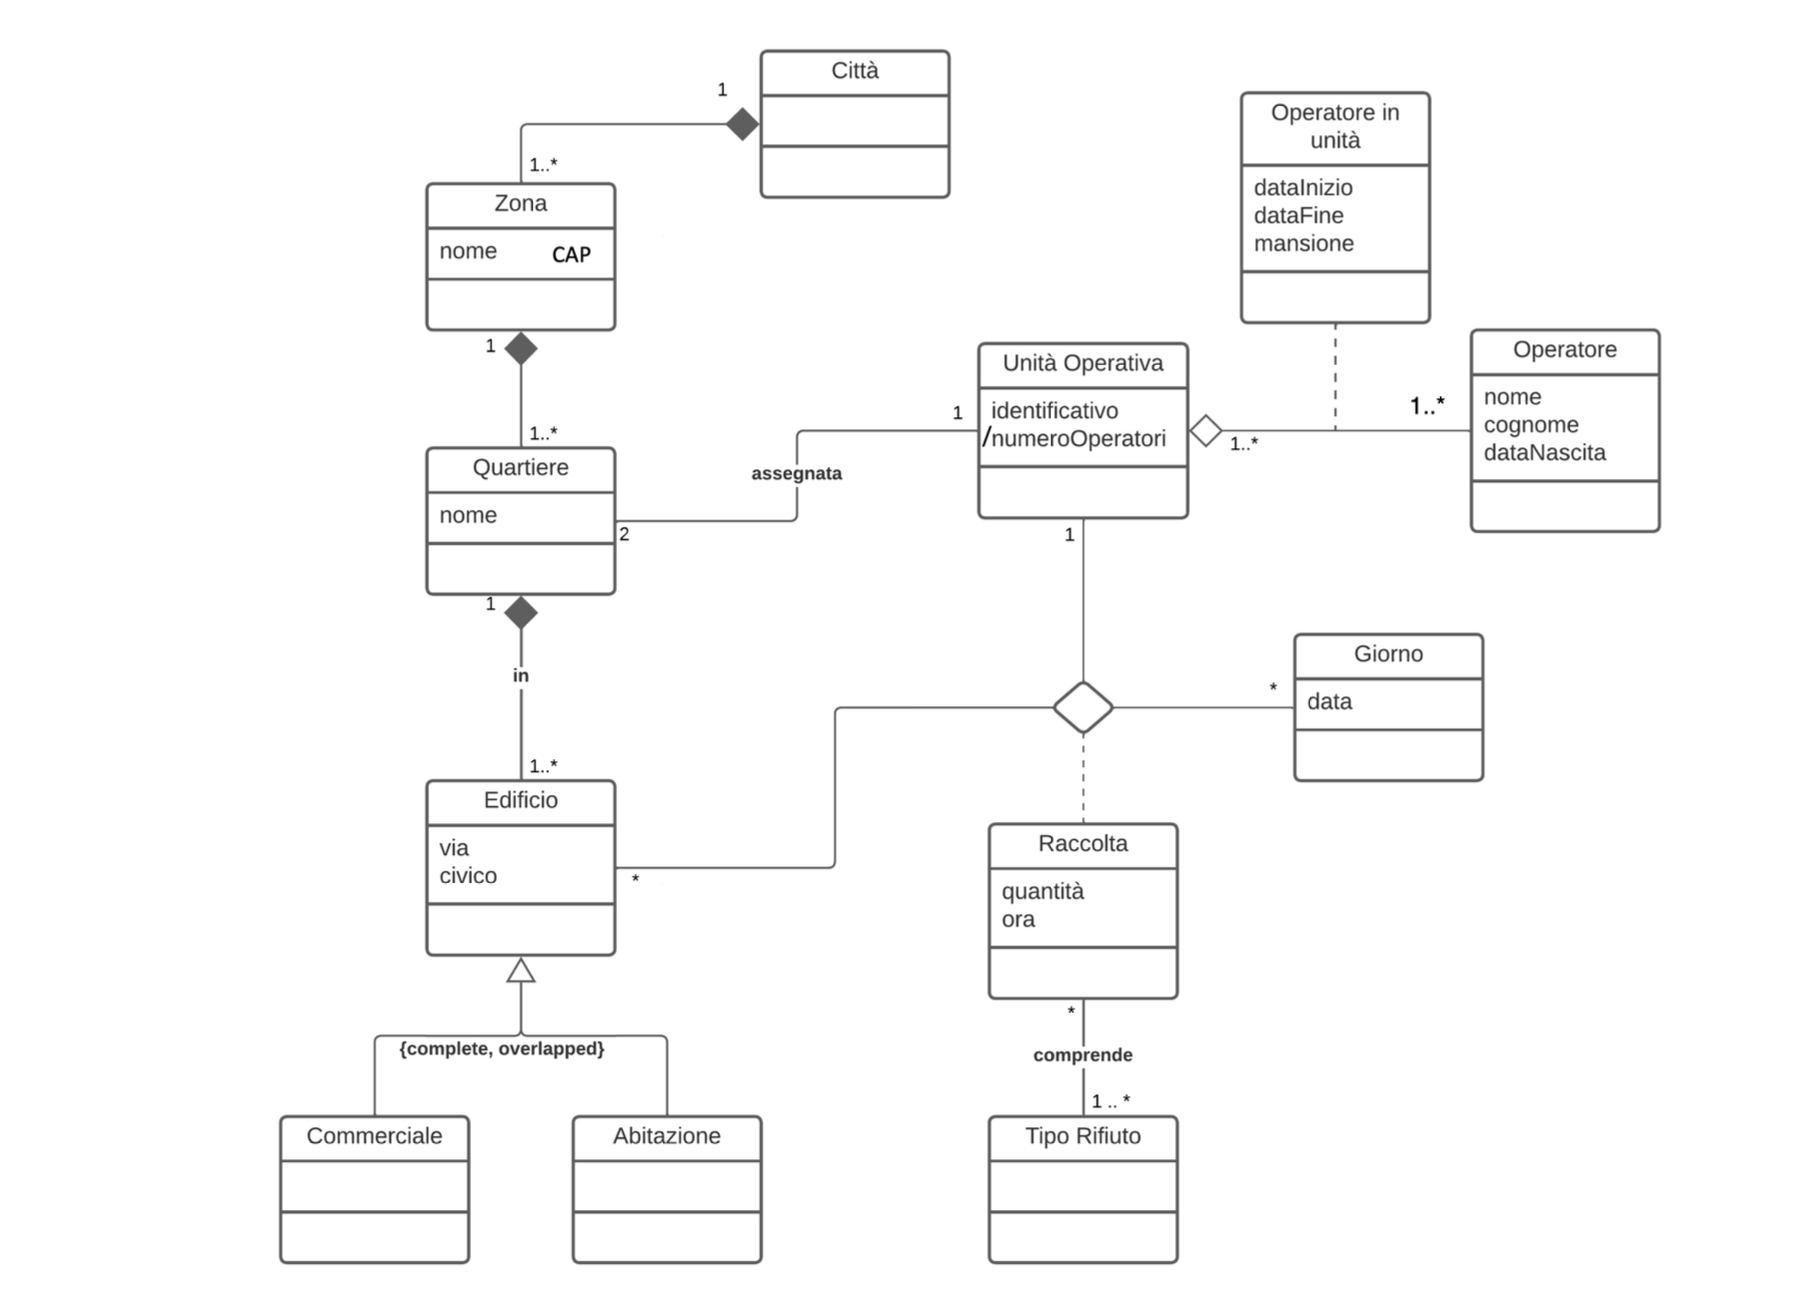 Città
1
1..*
Zona
nome CAP
1
1..*
Quartiere
nome
1
2
assegnata
1
Unità Operativa
identificativo
/numeroOperatori
1..*
1..*
Operatore in
unità
dataInizio
dataFine
mansione
Operatore
nome
cognome
dataNascita
1
in
1..*
Edificio
via
civico
*
*
Giorno
data
Raccolta
quantità
ora
*
comprende
1 .. *
{complete, overlapped}
Commerciale
Abitazione
Tipo Rifiuto